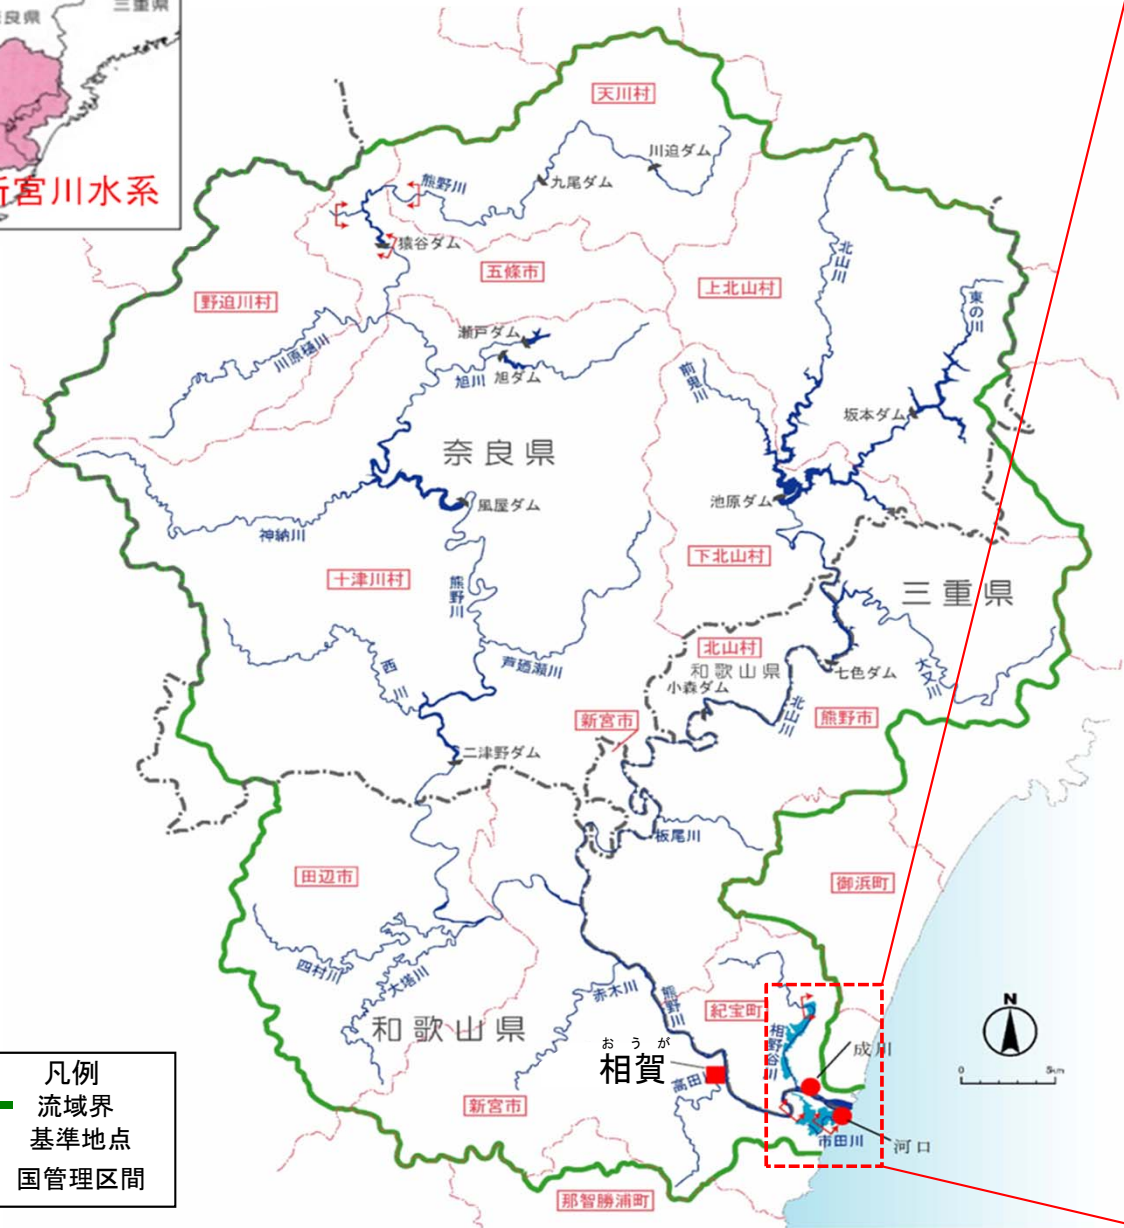 良県
三重県
新宮川水系
天川村
川迫ダム
九尾ダム
熊野川
猿谷ダム
五條市
北山川
上北山村
東の川
野迫川村
瀬戸ダム
川原樋川
旭川
旭ダム
前鬼川
坂本ダム
奈良県
池原ダム
風屋ダム
神納川
下北山村
十津川村
熊野川
三重県
北山村
和歌山県
芦廼瀬川
西川
七色ダム
大又川
小森ダム
北山川
新宮市
熊野市
二津野ダム
板尾川
田辺市
御浜町
四村川
大塔川
赤木川
熊野川
紀宝町
相野谷川
N
和歌山県
おうが
相賀
成川
高田川
0 5km
新宮市
市田川
河口
那智勝浦町
凡例
流域界
基準地点
国管理区間